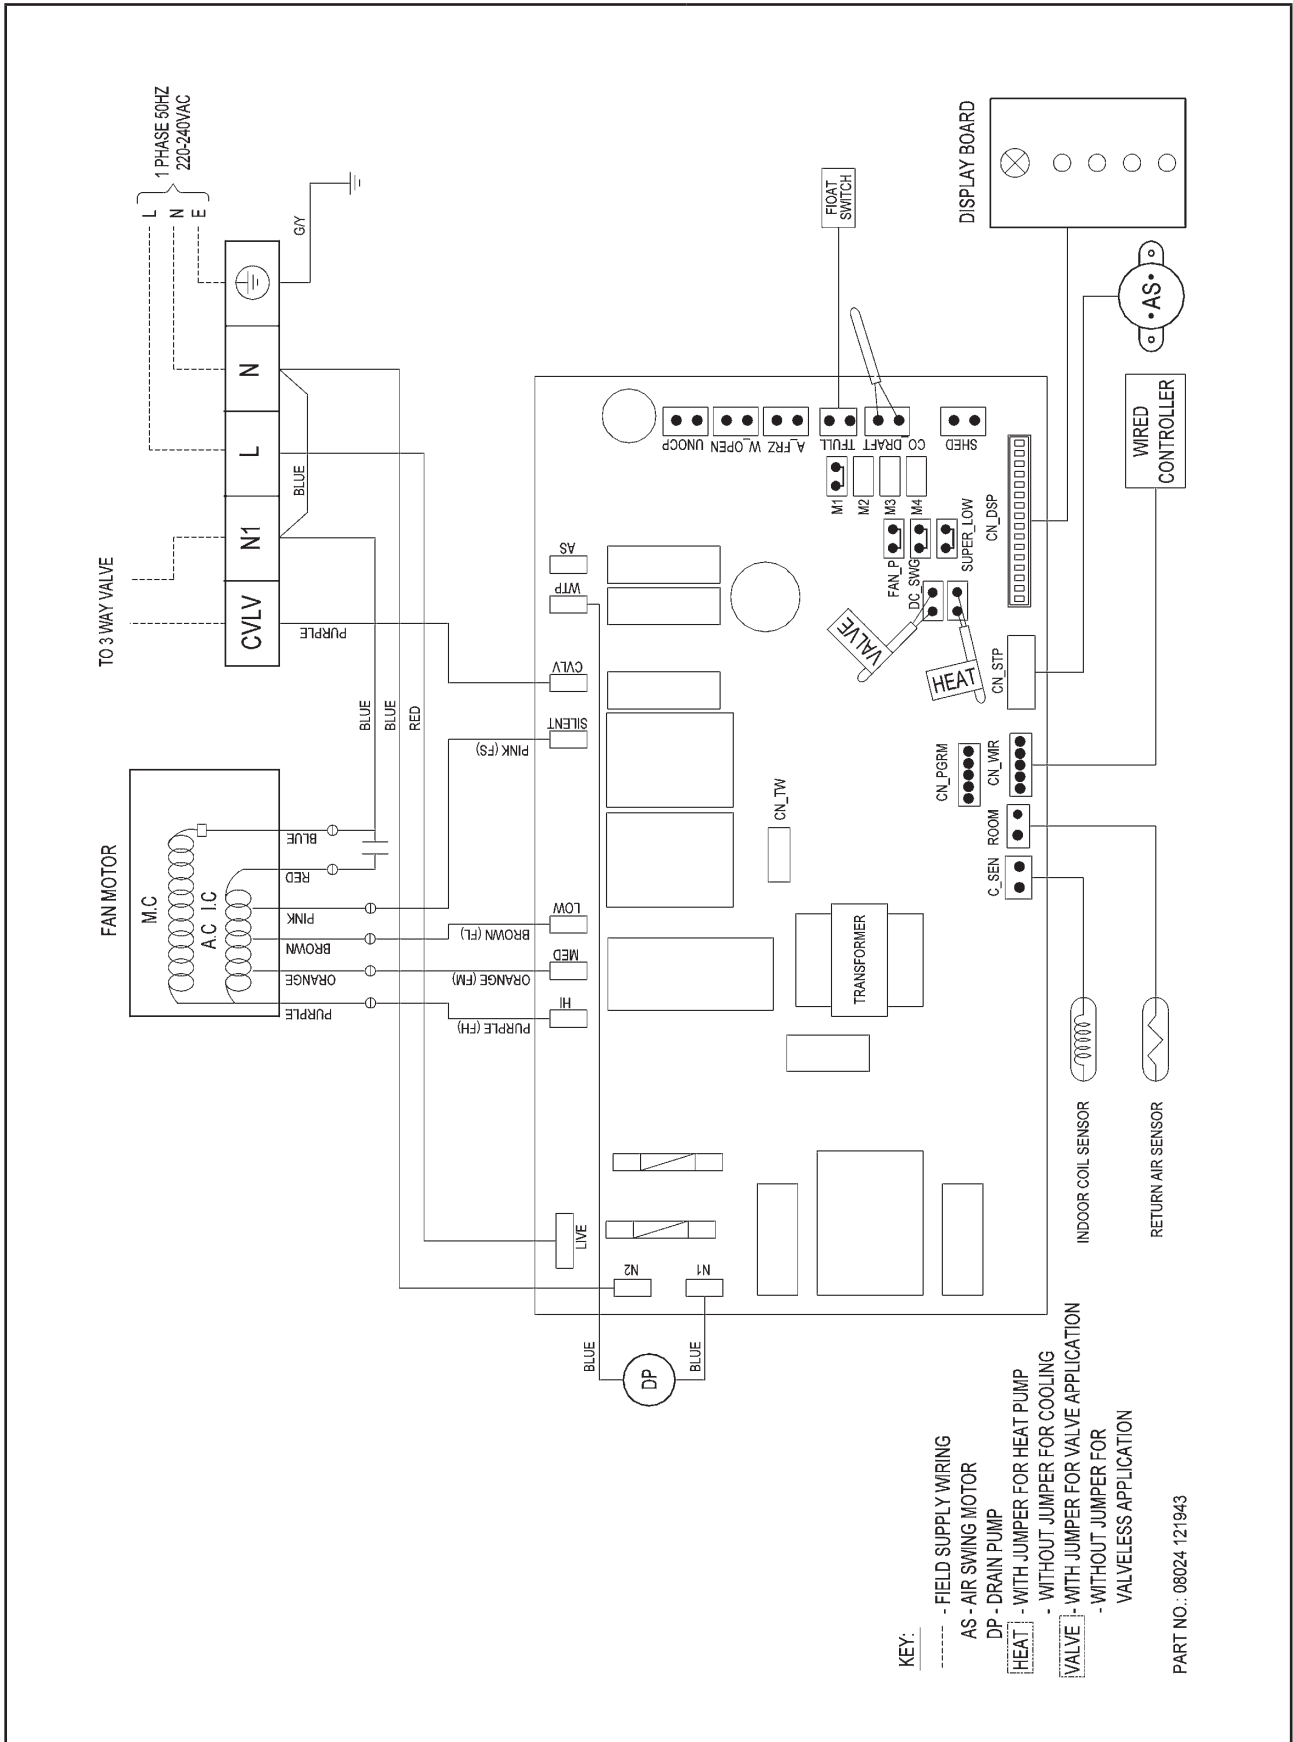 1 PHASE 50HZ
220-240VAC
L
N
E
G/Y
N
L
N1
CVLV
BLUE
PURPLE
TO 3 WAY VALVE
BLUE
BLUE
RED
FAN MOTOR
M.C
A.C I.C
BLUE
RED
PINK
BROWN
ORANGE
PURPLE
PINK (FS)
BROWN (FL)
ORANGE (FM)
PURPLE (FH)
AS
WTP
CVLV
SILENT
LOW
MED
HI
LIVE
N2
N1
BLUE
BLUE
DP
FlOAT
SWITCH
UNOCP
W_OPEN
A_FRZ
TFULL
CO_DRAFT
SHED
M1
M2
M3
M4
FAN_P
DC_SWG
SUPER_LOW
CN_DSP
VALVE
HEAT
CN_STP
CN_PGRM
CN_WIR
ROOM
C_SEN
CN_TW
TRANSFORMER
DISPLAY BOARD
AS
WIRED
CONTROLLER
INDOOR COIL SENSOR
RETURN AIR SENSOR
KEY:
- FIELD SUPPLY WIRING
AS - AIR SWING MOTOR
DP - DRAIN PUMP
HEAT - WITH JUMPER FOR HEAT PUMP
- WITHOUT JUMPER FOR COOLING
VALVE - WITH JUMPER FOR VALVE APPLICATION
- WITHOUT JUMPER FOR
VALVELESS APPLICATION
PART NO.: 08024 121943